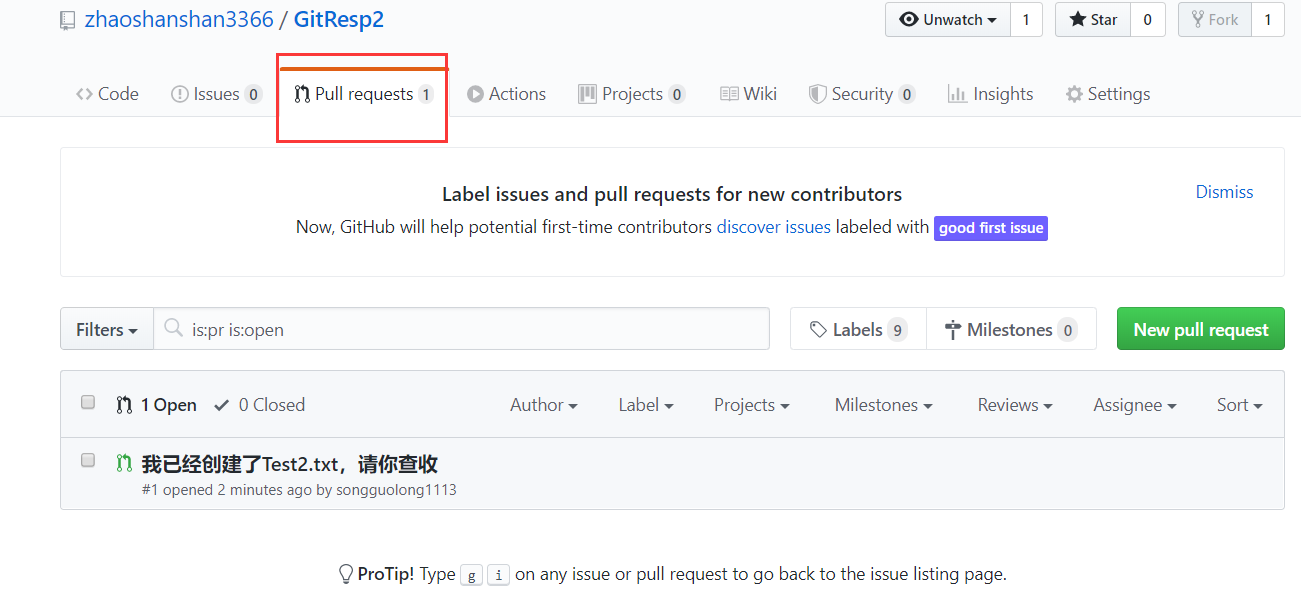 zhaoshanshan3366 / GitResp2
Unwatch 1 Star 0 Fork 1
Code Issues 0 Pull requests 1 Actions Projects 0 Wiki Security 0 Insights Settings
Label issues and pull requests for new contributors
Dismiss
Now, GitHub will help potential first-time contributors discover issues labeled with good first issue
Filters is:pr is:open Labels 9 Milestones 0 New pull request
1 Open 0 Closed Author Label Projects Milestones Reviews Assignee Sort
我已经创建了Test2.txt，请你查收
#1 opened 2 minutes ago by songguolong1113
ProTip! Type g i on any issue or pull request to go back to the issue listing page.